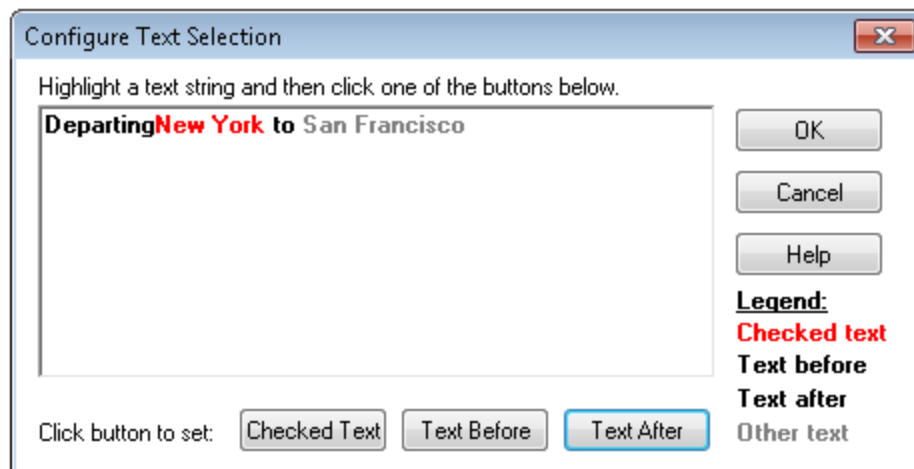 Configure Text Selection
Highlight a text string and then click one of the buttons below.
DepartingNew York to San Francisco
OK
Cancel
Help
Legend:
Checked text
Text before
Text after
Other text
Click button to set: Checked Text Text Before Text After